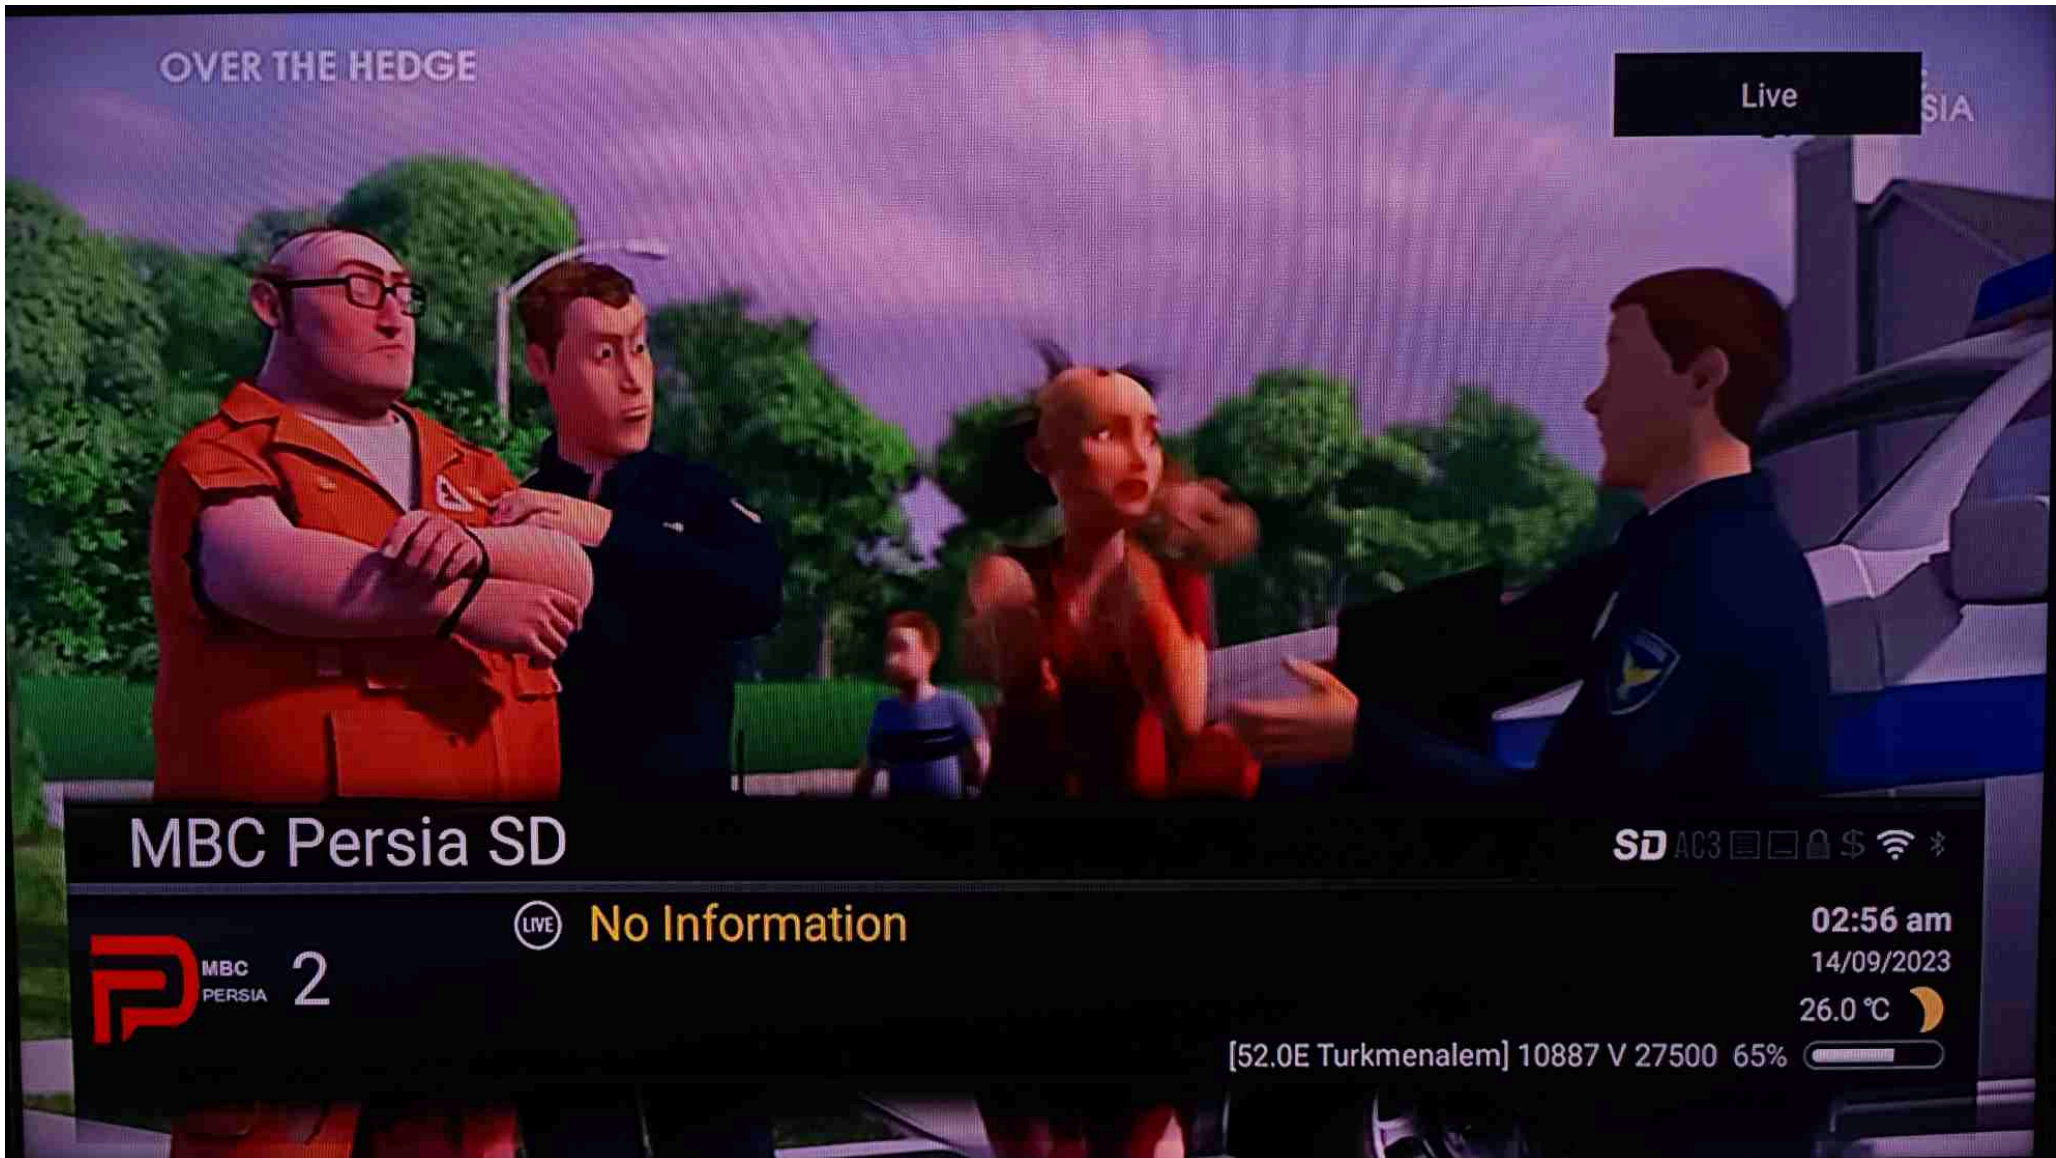 OVER THE HEDGE
Live
SIA
MBC Persia SD
SD AC3 $
LIVE No Information
02:56 am
MBC
PERSIA
2
14/09/2023
26.0 °C
[52.0E Turkmenalem] 10887 V 27500 65%